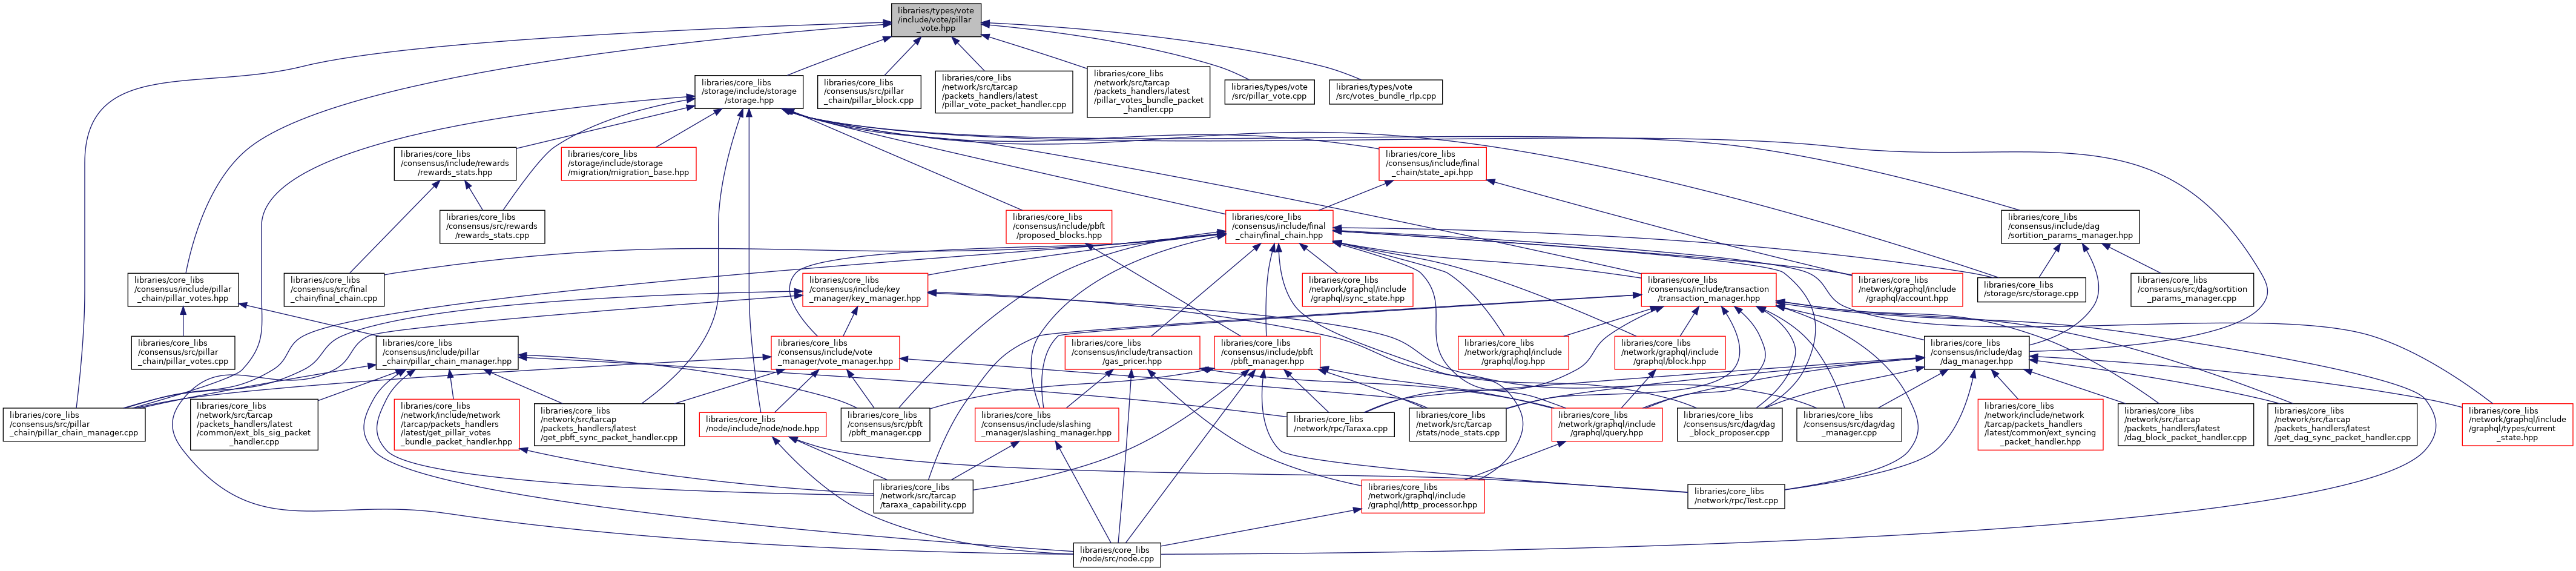 libraries/types/vote
/include/vote/pillar
_vote.hpp
libraries/core_libs
/storage/include/storage
/storage.hpp
libraries/core_libs
/consensus/src/pillar
_chain/pillar_block.cpp
libraries/core_libs
/network/src/tarcap
/packets_handlers/latest
/pillar_vote_packet_handler.cpp
libraries/core_libs
/network/src/tarcap
/packets_handlers/latest
/pillar_votes_bundle_packet
_handler.cpp
libraries/types/vote
/src/pillar_vote.cpp
libraries/types/vote
/src/votes_bundle_rlp.cpp
libraries/core_libs
/consensus/include/rewards
/rewards_stats.hpp
libraries/core_libs
/storage/include/storage
/migration/migration_base.hpp
libraries/core_libs
/consensus/include/final
_chain/state_api.hpp
libraries/core_libs
/consensus/src/rewards
/rewards_stats.cpp
libraries/core_libs
/consensus/include/pbft
/proposed_blocks.hpp
libraries/core_libs
/consensus/include/final
_chain/final_chain.hpp
libraries/core_libs
/consensus/include/dag
/sortition_params_manager.hpp
libraries/core_libs
/consensus/include/pillar
_chain/pillar_votes.hpp
libraries/core_libs
/consensus/src/final
_chain/final_chain.cpp
libraries/core_libs
/consensus/include/key
_manager/key_manager.hpp
libraries/core_libs
/network/graphql/include
/graphql/sync_state.hpp
libraries/core_libs
/consensus/include/transaction
/transaction_manager.hpp
libraries/core_libs
/network/graphql/include
/graphql/account.hpp
libraries/core_libs
/storage/src/storage.cpp
libraries/core_libs
/consensus/src/dag/sortition
_params_manager.cpp
libraries/core_libs
/consensus/src/pillar
_chain/pillar_votes.cpp
libraries/core_libs
/consensus/include/pillar
_chain/pillar_chain_manager.hpp
libraries/core_libs
/consensus/include/vote
_manager/vote_manager.hpp
libraries/core_libs
/consensus/include/transaction
/gas_pricer.hpp
libraries/core_libs
/consensus/include/pbft
/pbft_manager.hpp
libraries/core_libs
/network/graphql/include
/graphql/log.hpp
libraries/core_libs
/network/graphql/include
/graphql/block.hpp
libraries/core_libs
/consensus/include/dag
/dag_manager.hpp
libraries/core_libs
/consensus/src/pillar
_chain/pillar_chain_manager.cpp
libraries/core_libs
/network/src/tarcap
/packets_handlers/latest
/common/ext_bls_sig_packet
_handler.cpp
libraries/core_libs
/network/include/network
/tarcap/packets_handlers
/latest/get_pillar_votes
_bundle_packet_handler.hpp
libraries/core_libs
/network/src/tarcap
/packets_handlers/latest
/get_pbft_sync_packet_handler.cpp
libraries/core_libs
/node/include/node/node.hpp
libraries/core_libs
/consensus/src/pbft
/pbft_manager.cpp
libraries/core_libs
/consensus/include/slashing
_manager/slashing_manager.hpp
libraries/core_libs
/network/rpc/Taraxa.cpp
libraries/core_libs
/network/src/tarcap
/stats/node_stats.cpp
libraries/core_libs
/network/graphql/include
/graphql/query.hpp
libraries/core_libs
/consensus/src/dag/dag
_block_proposer.cpp
libraries/core_libs
/consensus/src/dag/dag
_manager.cpp
libraries/core_libs
/network/include/network
/tarcap/packets_handlers
/latest/common/ext_syncing
_packet_handler.hpp
libraries/core_libs
/network/src/tarcap
/packets_handlers/latest
/dag_block_packet_handler.cpp
libraries/core_libs
/network/src/tarcap
/packets_handlers/latest
/get_dag_sync_packet_handler.cpp
libraries/core_libs
/network/graphql/include
/graphql/types/current
_state.hpp
libraries/core_libs
/network/src/tarcap
/taraxa_capability.cpp
libraries/core_libs
/network/graphql/include
/graphql/http_processor.hpp
libraries/core_libs
/network/rpc/Test.cpp
libraries/core_libs
/node/src/node.cpp